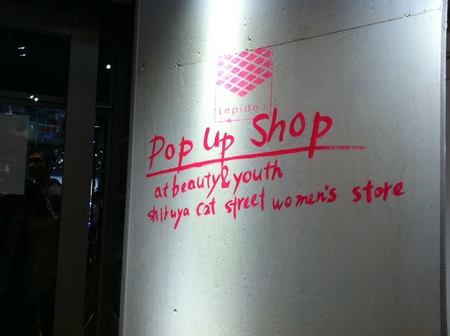 Lepidos
Pop Up Shop
at beauty&youth
shibuya cat street women's store